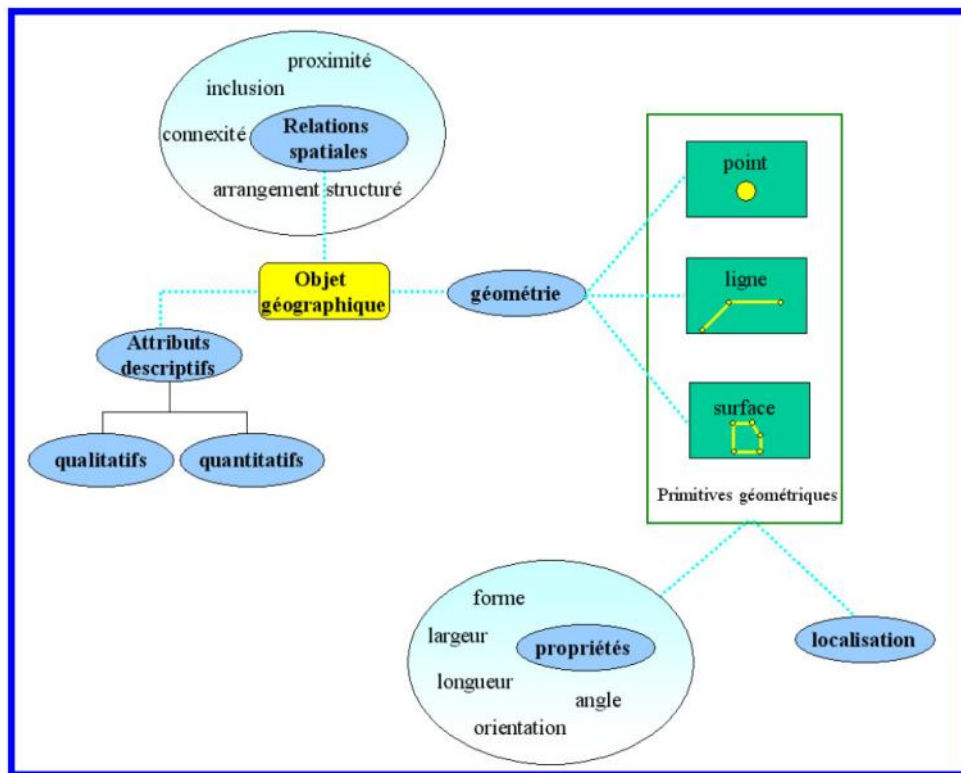 proximité
inclusion
connexité
Relations
spatiales
arrangement structuré
Objet
géographique
géométrie
point
ligne
surface
Primitives géométriques
Attributs
descriptifs
qualitatifs
quantitatifs
forme
largeur
propriétés
longueur
angle
orientation
localisation